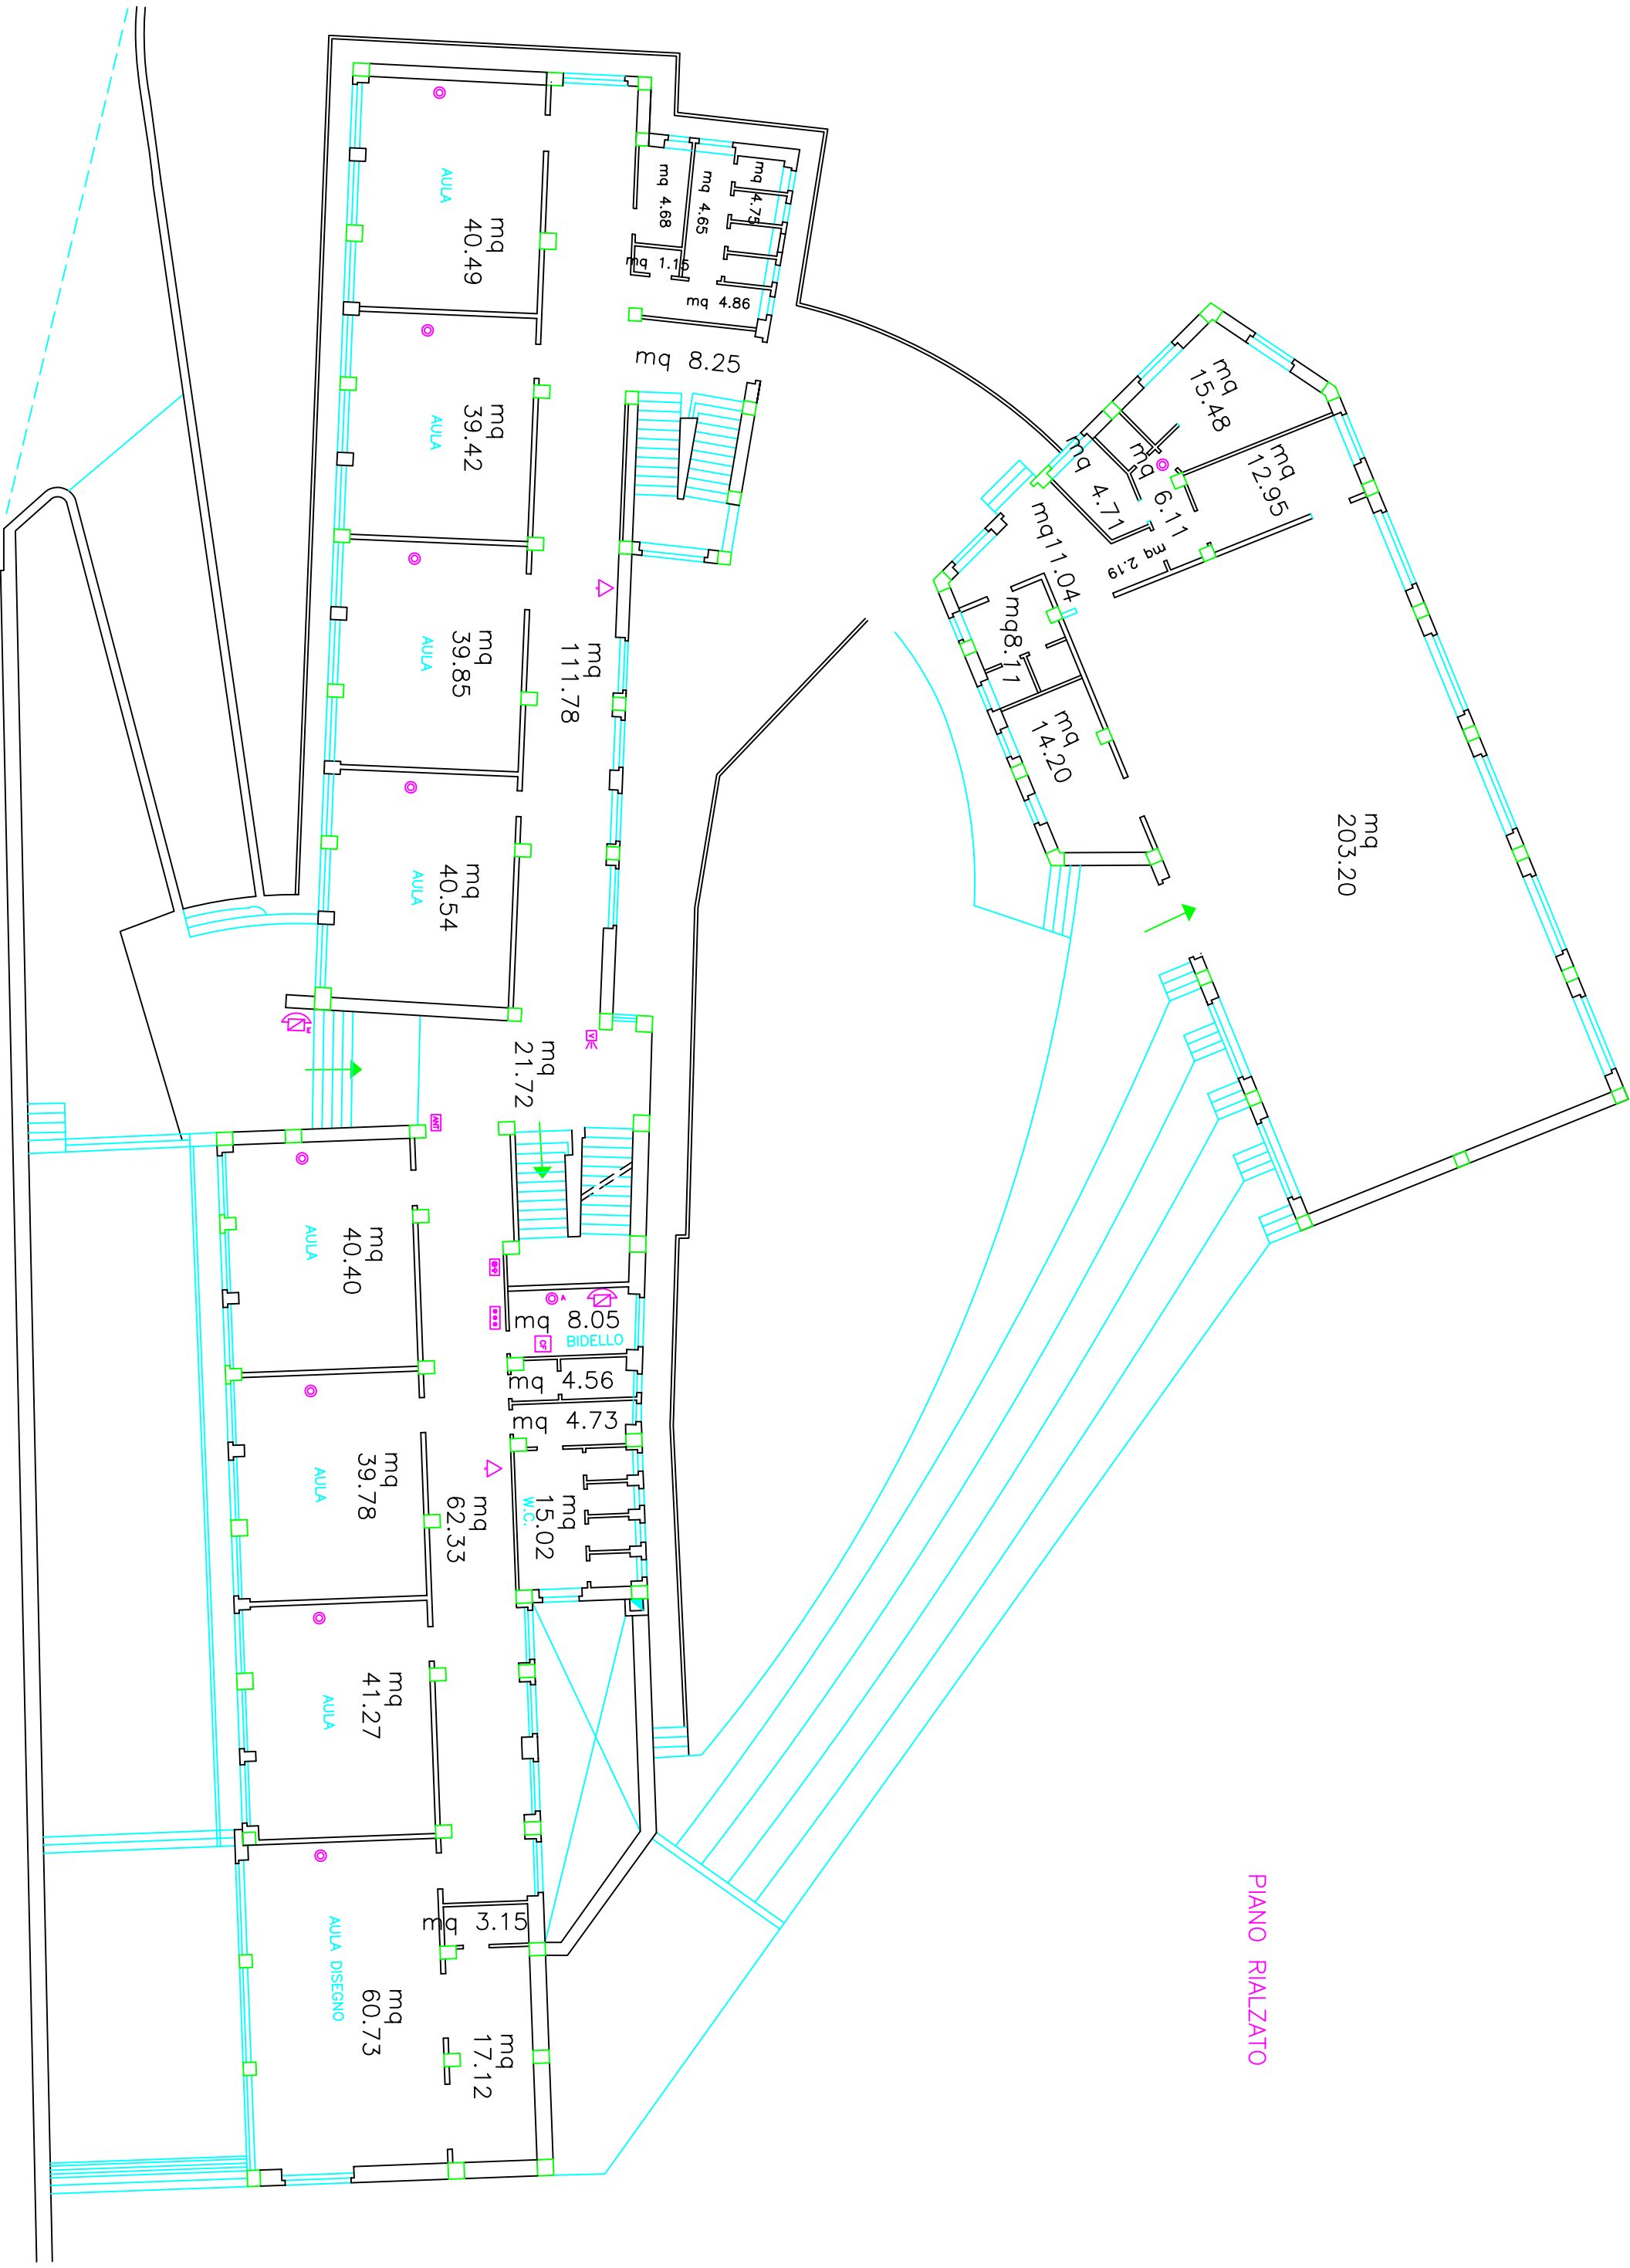 mq
40.49
AULA
mq 4.68
mq 4.65
mq 4.75
mq 1.15
mq 4.86
mq 8.25
mq
39.42
AULA
mq
39.85
AULA
mq
111.78
mq
40.54
AULA
mq
21.72
mq
15.48
mq
12.95
mq 4.71
mq 6.11
mq 2.19
mq11.04
mq8.11
mq
14.20
mq
203.20
ANT
mq
40.40
AULA
A
mq 8.05
BIDELLO
CF
mq 4.56
mq 4.73
mq
39.78
AULA
mq
62.33
mq
15.02
W.C.
mq
41.27
AULA
mq 3.15
mq
60.73
AULA DISEGNO
mq
17.12
PIANO RIALZATO